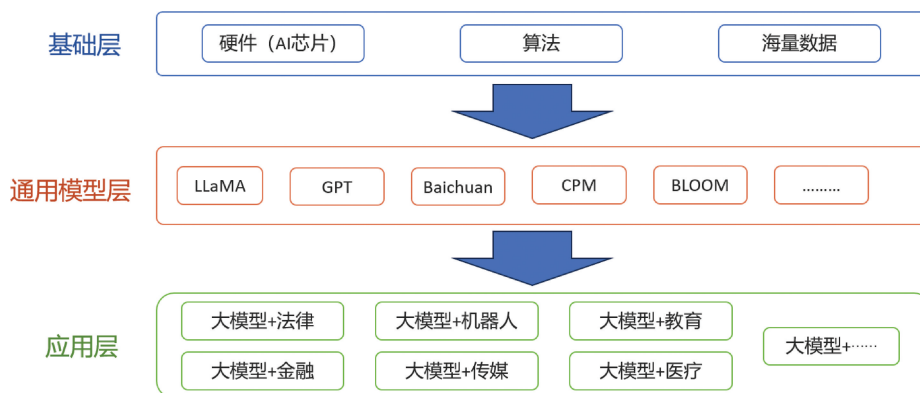 基础层
硬件（AI芯片）
算法
海量数据
通用模型层
LLaMA
GPT
Baichuan
CPM
BLOOM
………
应用层
大模型+法律
大模型+机器人
大模型+教育
大模型+……
大模型+金融
大模型+传媒
大模型+医疗